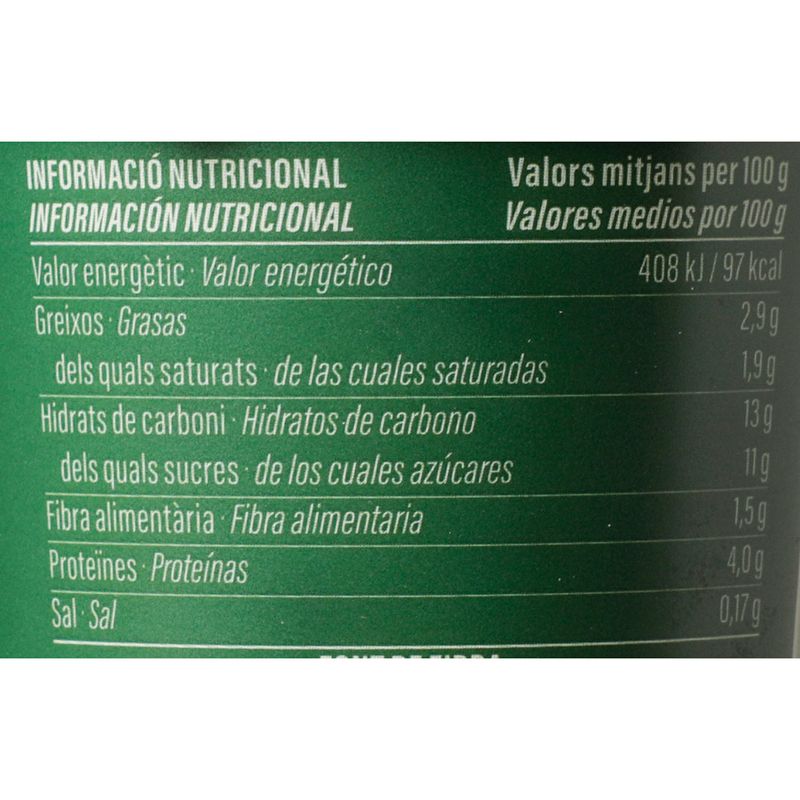 INFORMACIÓ NUTRICIONAL Valors mitjans per 100 g
INFORMACIÓN NUTRICIONAL Valores medios por 100 g
Valor energètic · Valor energético 408 kJ / 97 kcal
Greixos · Grasas 2,9 g
dels quals saturats · de las cuales saturadas 1,9 g
Hidrats de carboni · Hidratos de carbono 13 g
dels quals sucres · de los cuales azúcares 11 g
Fibra alimentària · Fibra alimentaria 1,5 g
Proteïnes · Proteínas 4,0 g
Sal · Sal 0,17 g
FONT DE FIBRA